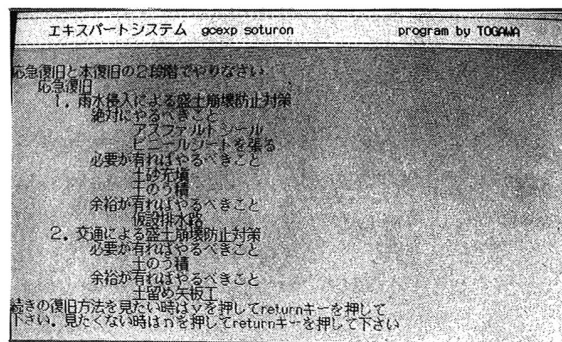 エキスパートシステム gcexp soturon program by TOGAWA
応急復旧と本復旧の2段階でやりなさい
応急復旧
1. 雨水侵入による盛土崩壊防止対策
絶対にやるべきこと
アスファルトシール
ビニールシートを張る
必要が有ればやるべきこと
土砂充填
土のう積
余裕が有ればやるべきこと
仮設排水路
2. 交通による盛土崩壊防止対策
必要が有ればやるべきこと
土のう積
余裕が有ればやるべきこと
土留め矢板工
続きの復旧方法を見たい時はyを押してreturnキーを押して
下さい. 見たくない時はnを押してreturnキーを押して下さい